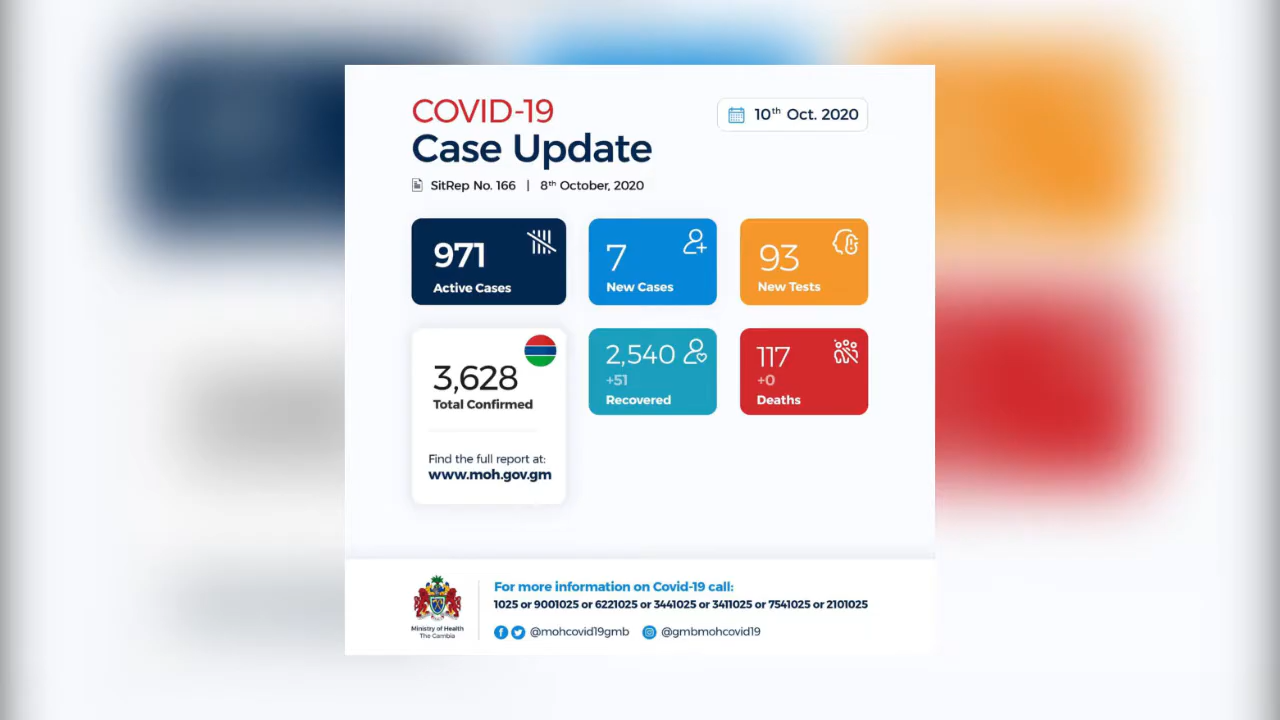 COVID-19
Case Update
10th Oct. 2020
SitRep No. 166 | 8th October, 2020
971
Active Cases
7
New Cases
93
New Tests
3,628
Total Confirmed
Find the full report at:
www.moh.gov.gm
2,540
+51
Recovered
117
+0
Deaths
Ministry of Health
The Gambia
For more information on Covid-19 call:
1025 or 9001025 or 6221025 or 3441025 or 3411025 or 7541025 or 2101025
@mohcovid19gmb @gmbmohcovid19